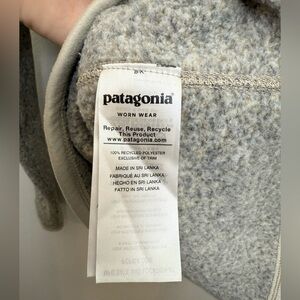 patagonia
WORN WEAR
Repair, Reuse, Recycle
This Product
www.patagonia.com
100% RECYCLED POLYESTER
EXCLUSIVE OF TRIM
MADE IN SRI LANKA
FABRIQUÉ AU SRI LANKA
HECHO EN SRI LANKA
FATTO IN SRI LANKA